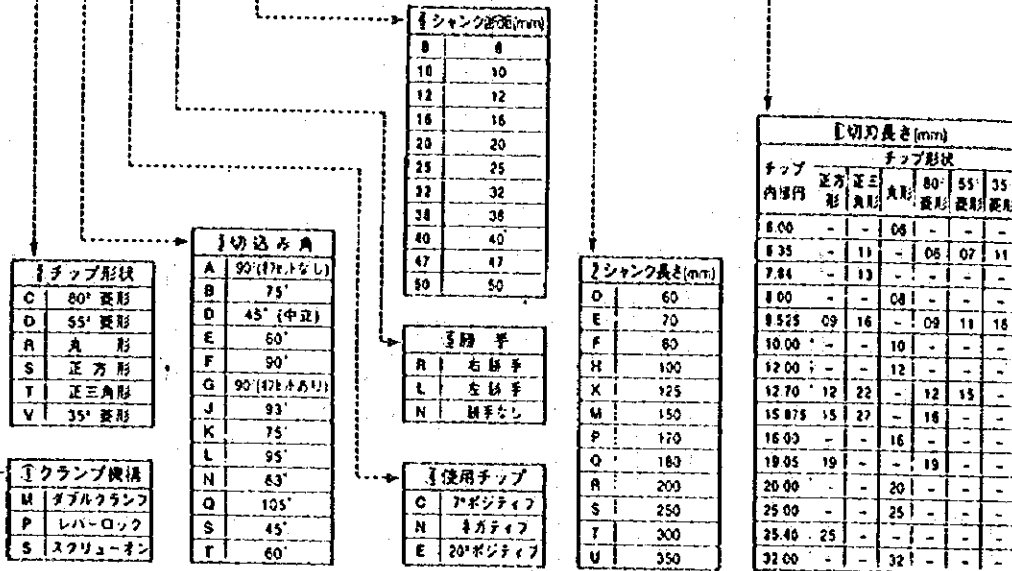 シャンク    (mm)
8 8
10 10
12 12
16 16
20 20
25 25
32 32
38 38
40 40
47 47
50 50
切刃長さ(mm)
チップ形状
チップ
正方形 正三角形 丸形 80°菱形 55°菱形 35°菱形
6.00 - - 06 - - -
6.35 - 11 - 06 07 11
7.94 - 13 - - - -
8.00 - - 08 - - -
9.525 09 16 - 09 11 16
10.00 - - 10 - - -
12.00 - - 12 - - -
12.70 12 22 - 12 15 -
15.875 15 27 - 16 - -
16.00 - - 16 - - -
19.05 19 - - 19 - -
20.00 - - 20 - - -
25.00 - - 25 - - -
25.40 25 - - - - -
32.00 - - 32 - - -
切込み角
A 90°(オフセットなし)
B 75°
D 45° (中正)
E 60°
F 90°
G 90°(オフセットあり)
J 93°
K 75°
L 95°
N 63°
Q 105°
S 45°
T 60°
チップ形状
C 80° 菱形
D 55° 菱形
R 丸 形
S 正 方 形
T 正三角形
V 35° 菱形
シャンク長さ(mm)
D 60
E 70
F 80
H 100
X 125
M 150
P 170
Q 180
R 200
S 250
T 300
U 350
勝 手
R 右勝手
L 左勝手
N 勝手なし
①クランプ機構
M ダブルクランプ
P レバーロック
S スクリューオン
使用チップ
C 7°ポジティブ
N ネガティブ
E 20°ポジティブ